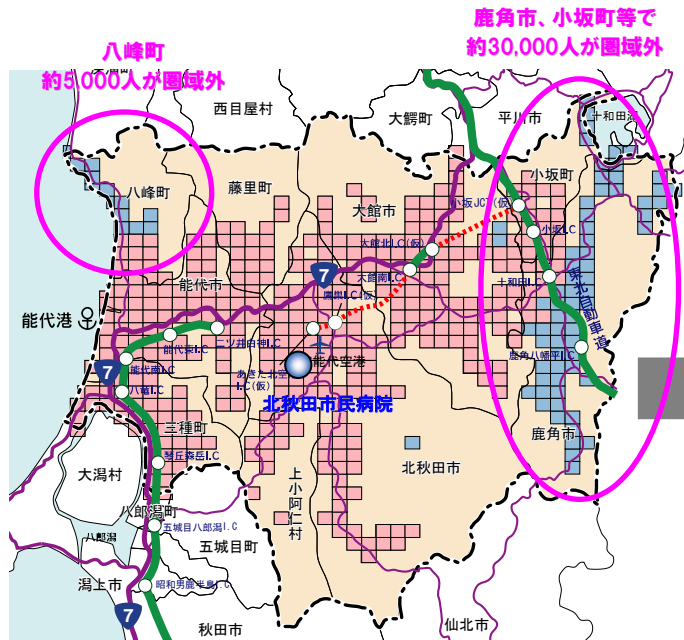 鹿角市、小坂町等で
約30,000人が圏域外
八峰町
約5,000人が圏域外
西目屋村
大鰐町
平川市
十和田湖
八峰町
藤里町
大館市
小坂町
小坂JCT(仮)
小坂I.C
大館北I.C(仮)
大館南I.C
十和田I.C
東北自動車道
7
鷹巣I.C(仮)
能代市
能代港
二ツ井白神I.C
能代東I.C
能代南I.C
7
八竜I.C
あきた北空港
I.C(仮)
能代空港
北秋田市民病院
鹿角八幡平I.C
鹿角市
三種町
琴丘森岳I.C
大潟村
北秋田市
上小阿仁村
八郎潟町
五城目八郎潟I.C
八郎潟
五城目町
潟上市
昭和男鹿半島I.C
7
秋田市
仙北市